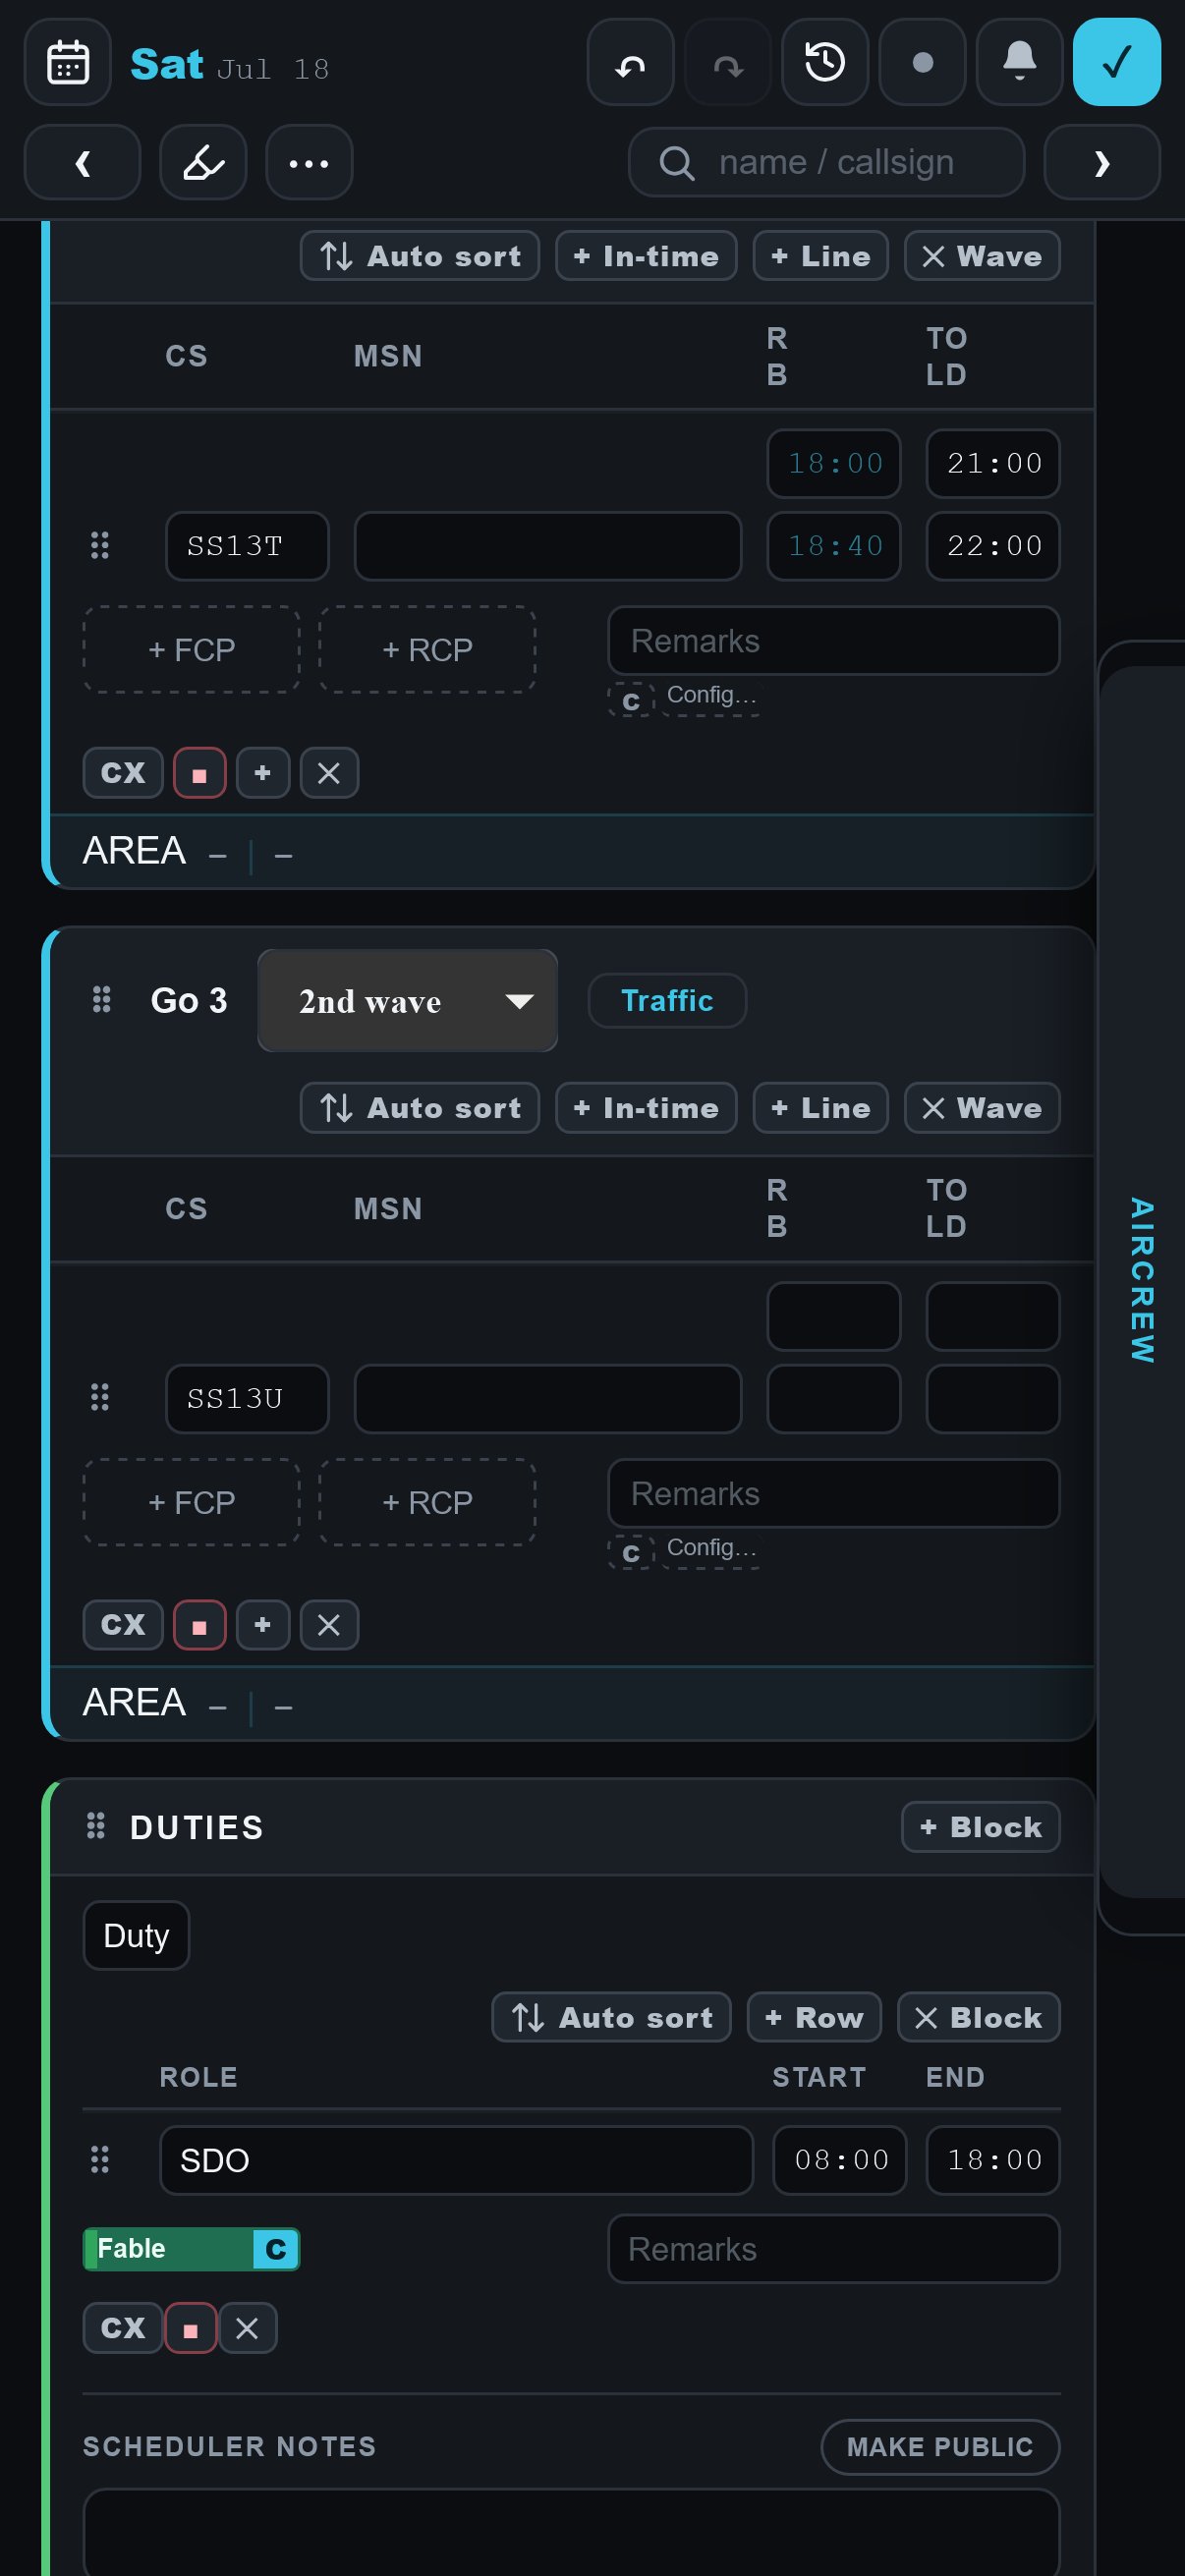 Sat Jul 18
name / callsign
Auto sort + In-time + Line × Wave
CS MSN R TO
B LD
18:00 21:00
SS13T 18:40 22:00
+ FCP + RCP Remarks
C Config...
CX + ×
AREA – | –
Go 3 2nd wave Traffic
Auto sort + In-time + Line × Wave
CS MSN R TO
B LD
SS13U
+ FCP + RCP Remarks
C Config...
CX + ×
AREA – | –
AIRCREW
DUTIES + Block
Duty
Auto sort + Row × Block
ROLE START END
SDO 08:00 18:00
Fable C Remarks
CX ×
SCHEDULER NOTES MAKE PUBLIC